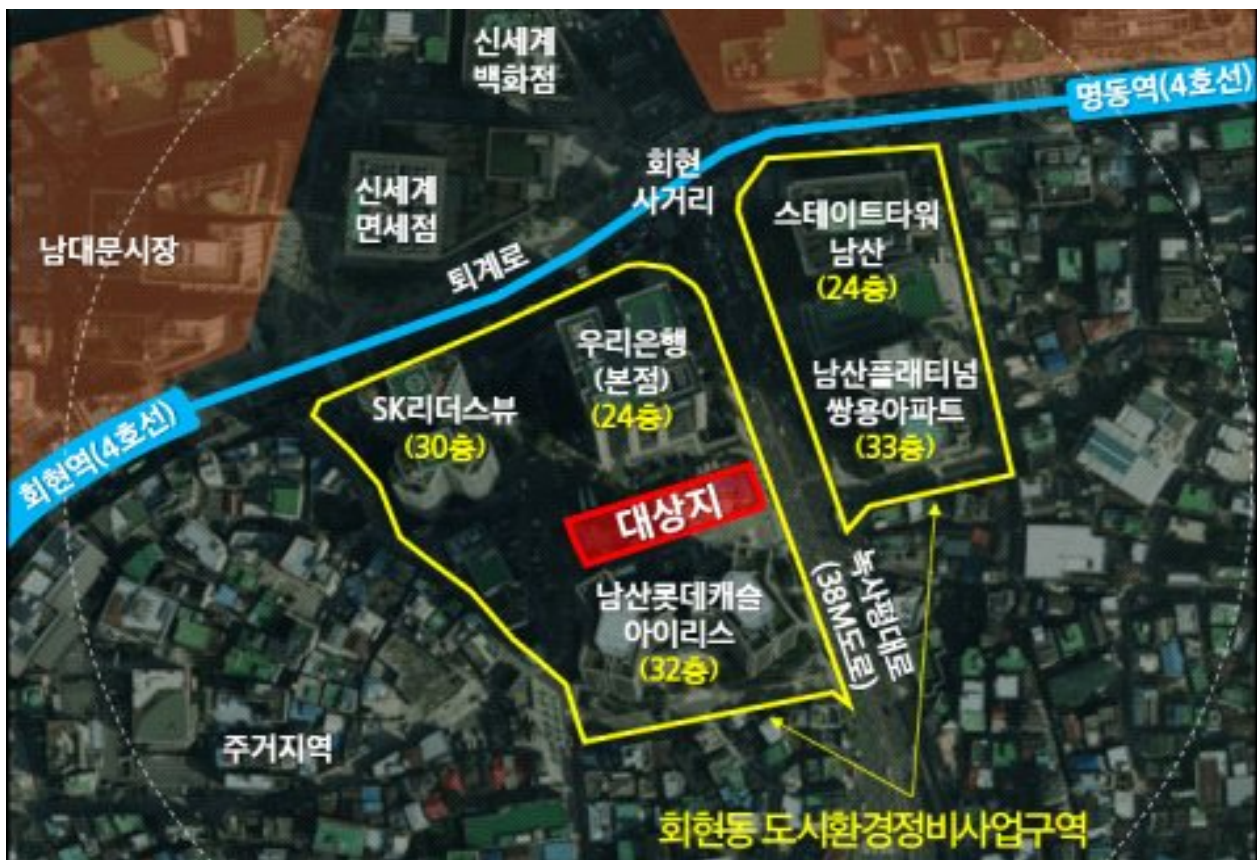 신세계
백화점
명동역(4호선)
회현
사거리
신세계
면세점
스테이트타워
남산
(24층)
남대문시장
퇴계로
우리은행
(본점)
(24층)
남산플래티넘
쌍용아파트
(33층)
SK리더스뷰
(30층)
회현역(4호선)
대상지
남산롯데캐슬
아이리스
(32층)
녹사평대로
(38M도로)
주거지역
회현동 도시환경정비사업구역